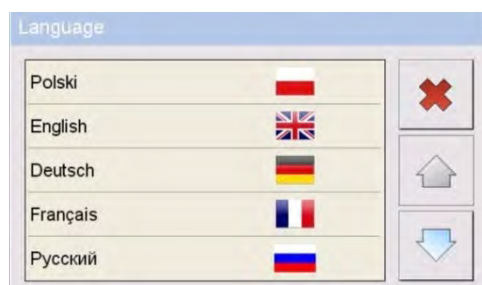 Language
Polski
English
Deutsch
Français
Русский